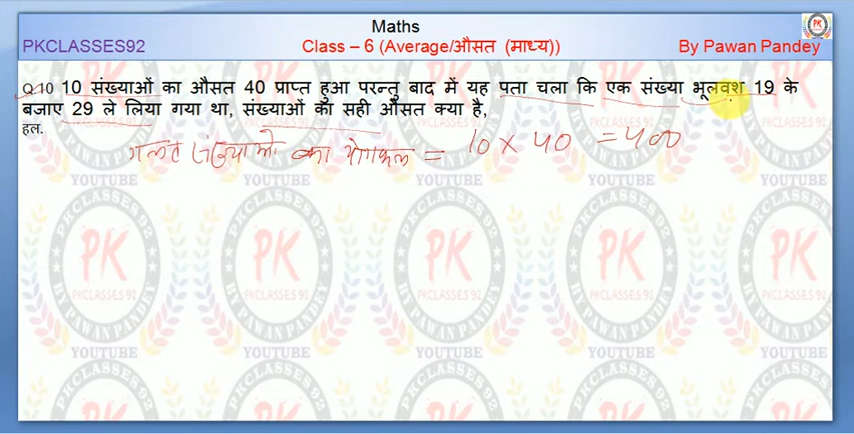 Maths
PKCLASSES92 Class – 6 (Average/औसत (माध्य)) By Pawan Pandey
Q 10 10 संख्याओं का औसत 40 प्राप्त हुआ परन्तु बाद में यह पता चला कि एक संख्या भूलवश 19 के
बजाए 29 ले लिया गया था, संख्याओं का सही औसत क्या है,
हल.
गलत संख्याओं का योगफल = 10 × 40 = 400